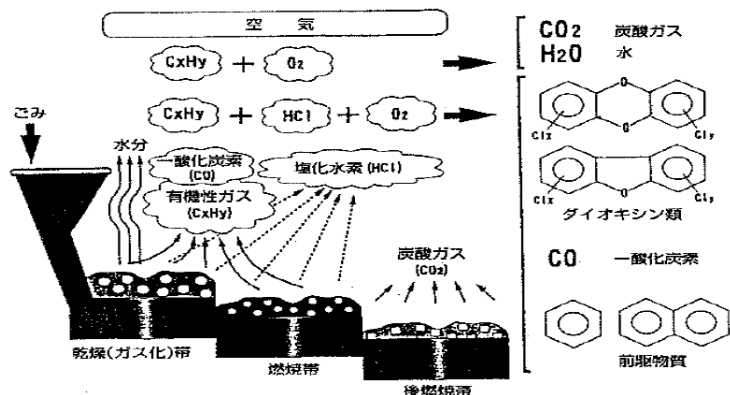 空気
CxHy + O2
CO2 炭酸ガス
H2O 水
CxHy + HCl + O2
O
O
Clx
Cly
O
Clx
Cly
ダイオキシン類
CO 一酸化炭素
前駆物質
ごみ
水分
一酸化炭素
(CO)
塩化水素(HCl)
有機性ガス
(CxHy)
炭酸ガス
(CO2)
乾燥(ガス化)帯
燃焼帯
後燃焼帯